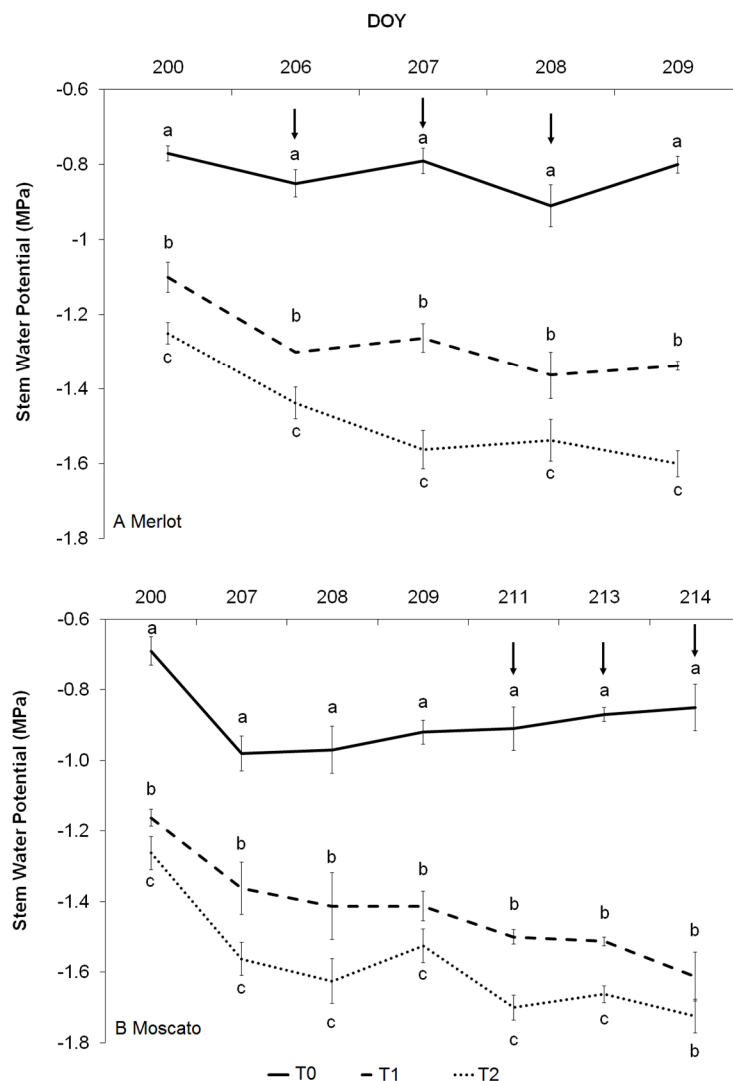 DOY
200 206 207 208 209
-0.6
a a a a a
-0.8
-1
b b b b b
-1.2
c c c c c
-1.4
-1.6
-1.8
Stem Water Potential (MPa)
A Merlot
200 207 208 209 211 213 214
-0.6
a a a a a a a
-0.8
-1.0
b b b b b b b
-1.2
c c c c c c b
-1.4
-1.6
-1.8
Stem Water Potential (MPa)
B Moscato
T0 T1 T2